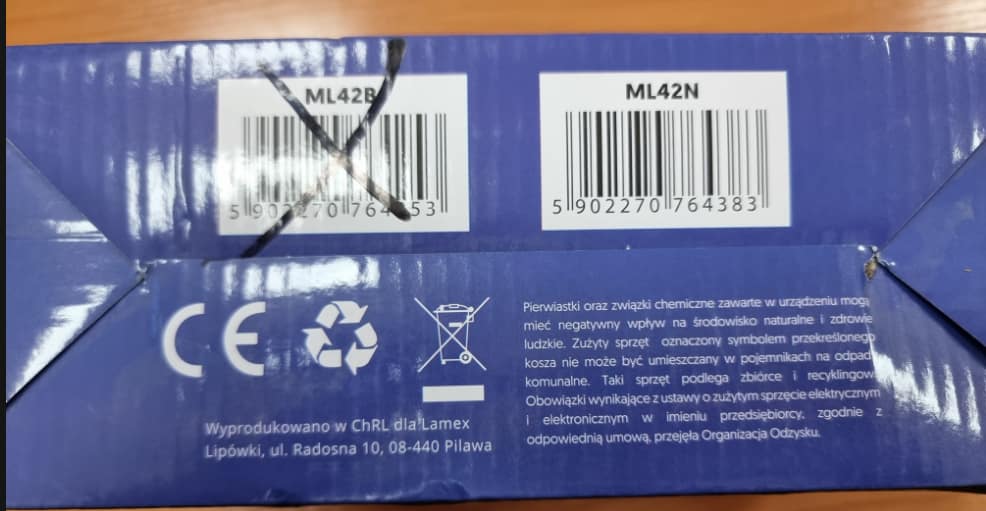 ML42B
ML42N
5 902270 764 53
5 902270 764383
CE
Pierwiastki oraz związki chemiczne zawarte w urządzeniu mogą
mieć negatywny wpływ na środowisko naturalne i zdrowie
ludzkie. Zużyty sprzęt oznaczony symbolem przekreślonego
kosza nie może być umieszczany w pojemnikach na odpady
komunalne. Taki sprzęt podlega zbiórce i recyklingowi
Obowiązki wynikające z ustawy o zużytym sprzęcie elektrycznym
i elektronicznym w imieniu przedsiębiorcy, zgodnie z
odpowiednią umową, przejęła Organizacja Odzysku.
Wyprodukowano w ChRL dla Lamex
Lipówki, ul. Radosna 10, 08-440 Pilawa